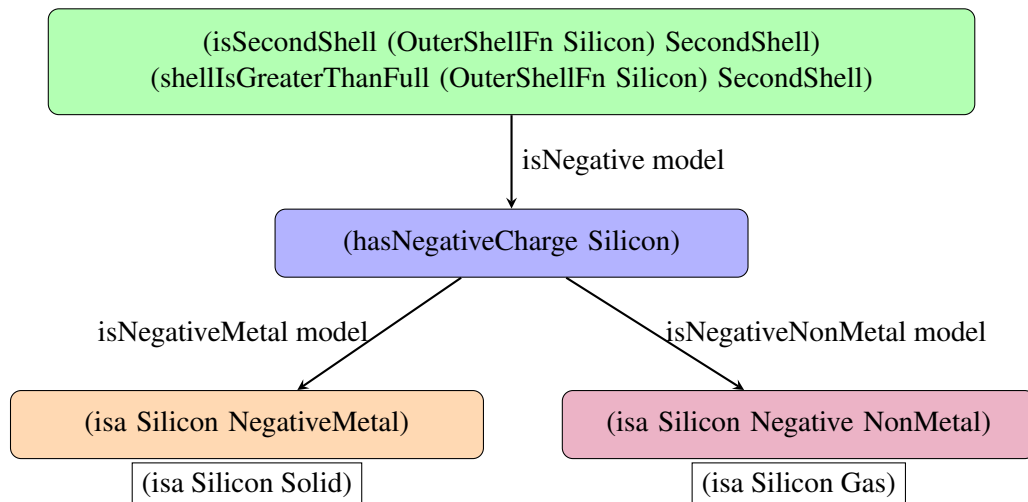 (isSecondShell (OuterShellFn Silicon) SecondShell)
(shellIsGreaterThanFull (OuterShellFn Silicon) SecondShell)
isNegative model
(hasNegativeCharge Silicon)
isNegativeMetal model
isNegativeNonMetal model
(isa Silicon NegativeMetal)
(isa Silicon Negative NonMetal)
(isa Silicon Solid)
(isa Silicon Gas)